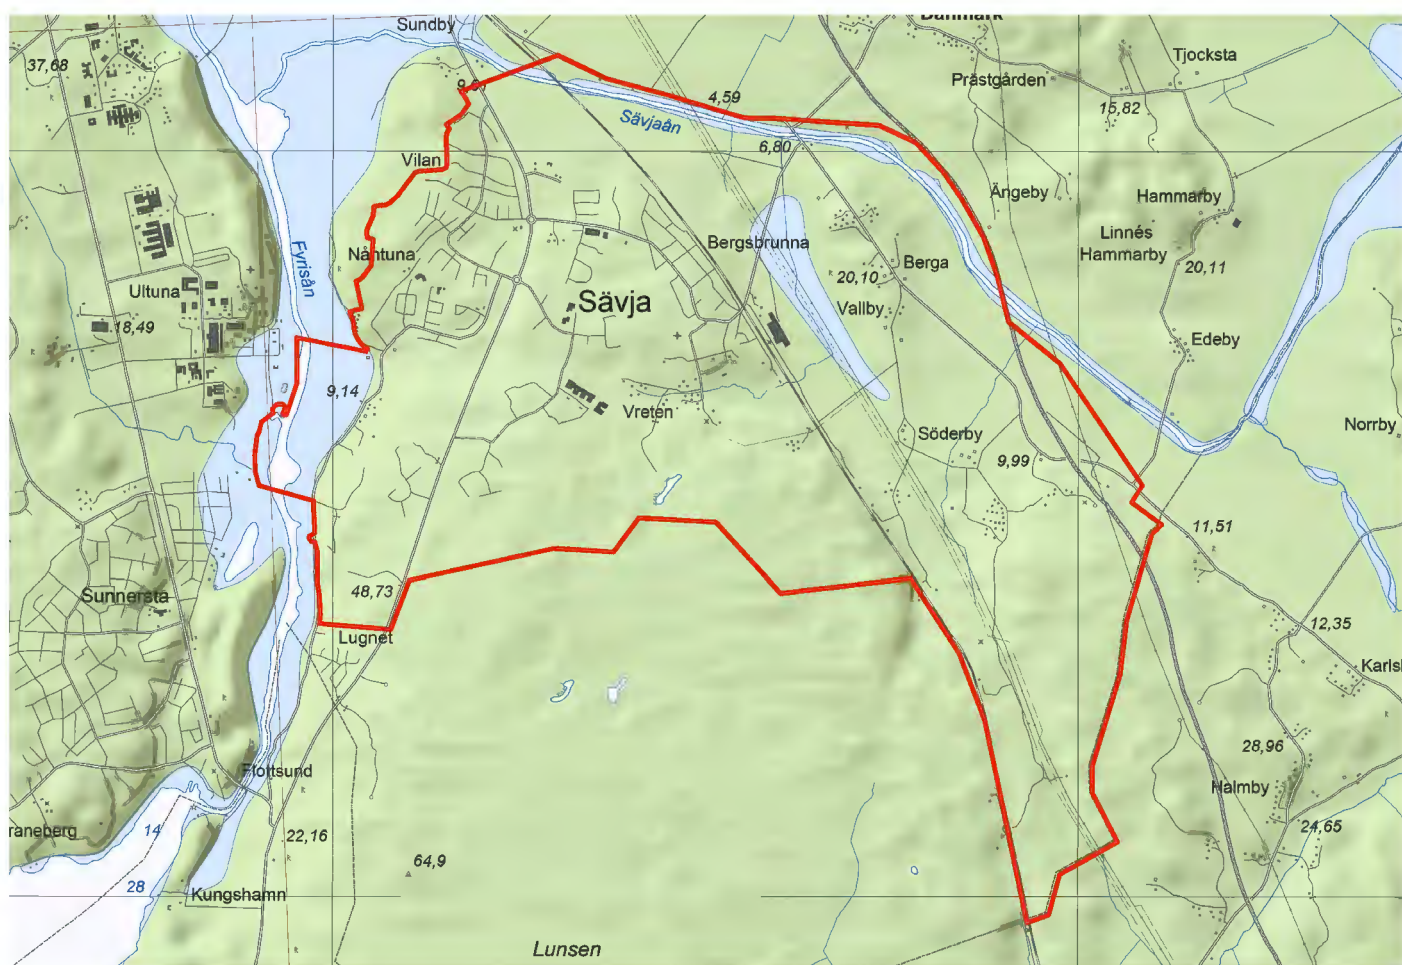 Sundby
Danmark
37,68
Tjocksta
Prästgården
4,59
15,82
Sävjaån
6,80
Vilan
Ängeby
Hammarby
Fyrisån
Nåntuna
Bergsbrunna
Linnés
Hammarby
Berga
20,10
20,11
Ultuna
Sävja
Vallby
18,49
Edeby
9,14
Vreten
Norrby
Söderby
9,99
11,51
48,73
Sunnersta
12,35
Lugnet
Karls
28,96
Flottsund
Halmby
raneberg
14
22,16
24,65
64,9
28
Kungshamn
Lunsen